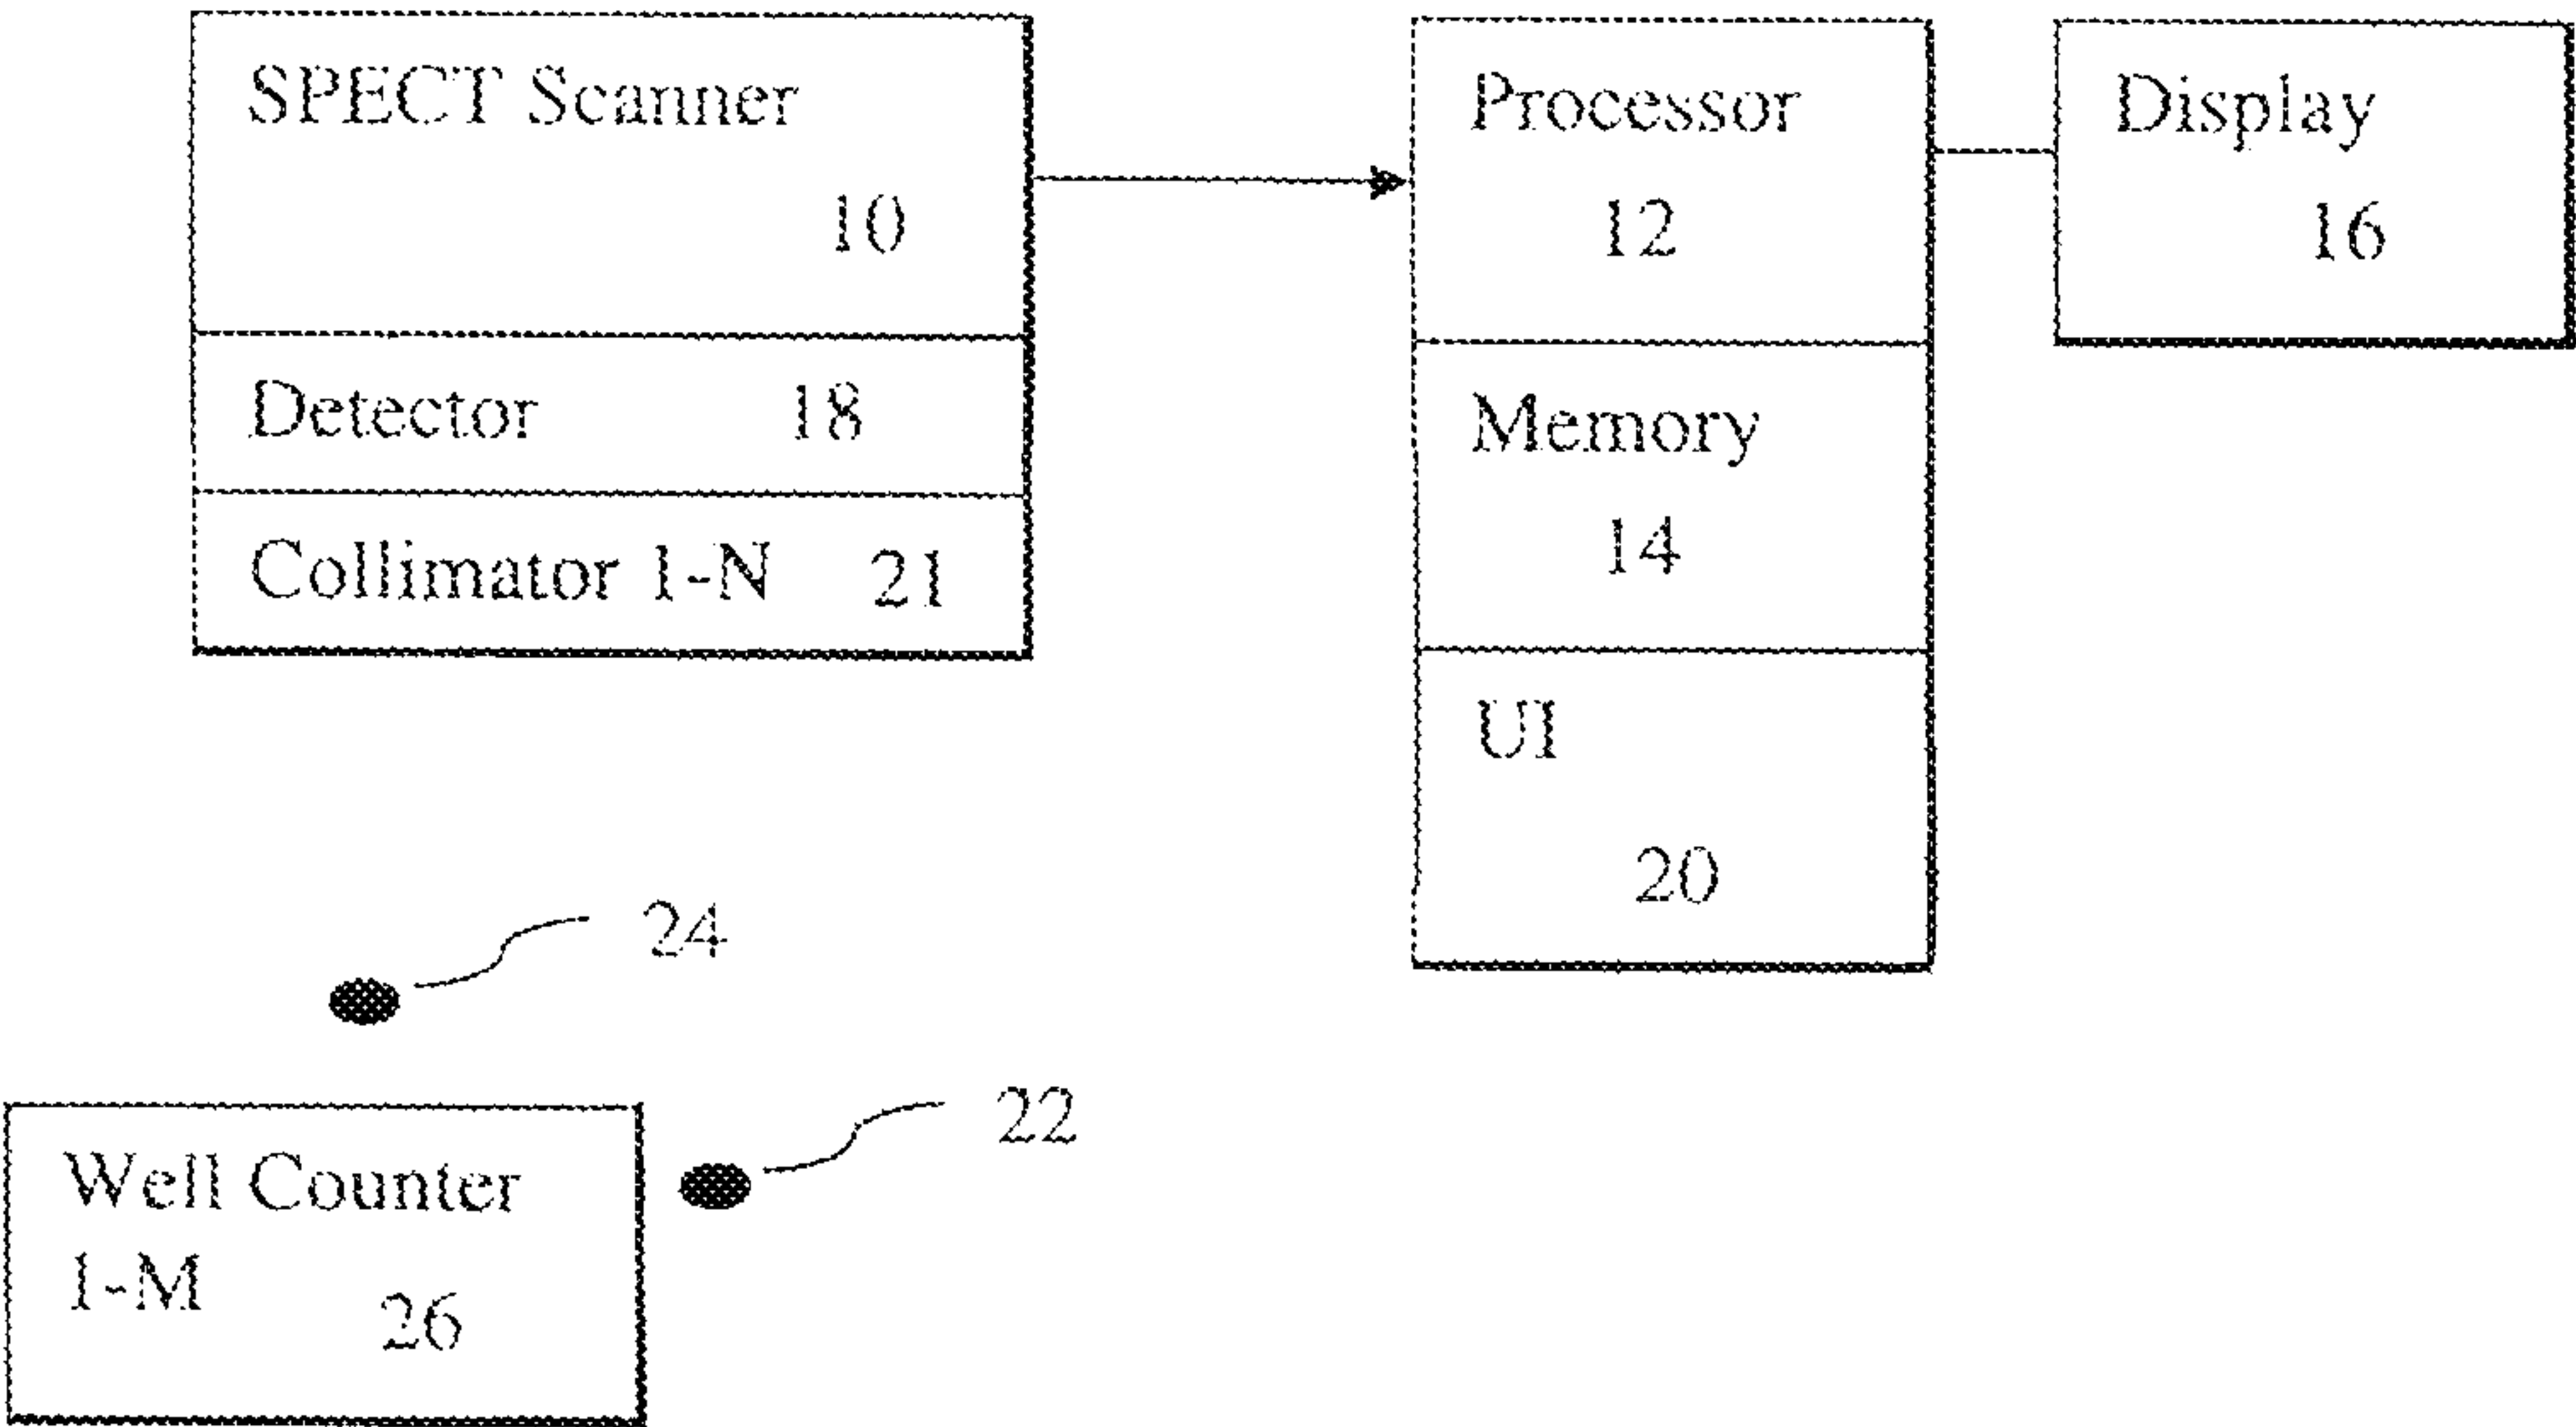 SPECT Scanner
10
Detector 18
Collimator 1-N 21
Processor
12
Memory
14
UI
20
Display
16
24
22
Well Counter
1-M
26